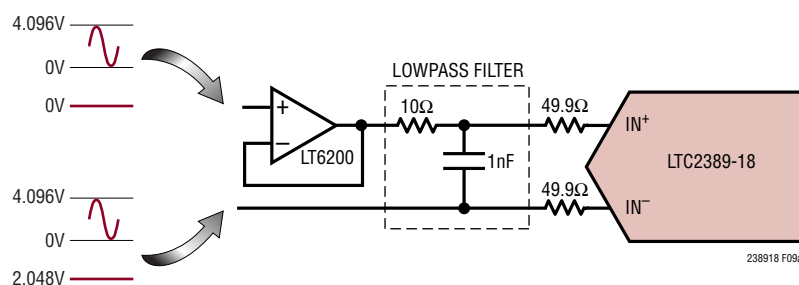 4.096V
0V
0V
4.096V
0V
2.048V
+
–
LT6200
LOWPASS FILTER
10Ω
1nF
49.9Ω
49.9Ω
IN+
IN–
LTC2389-18
238918 F09a